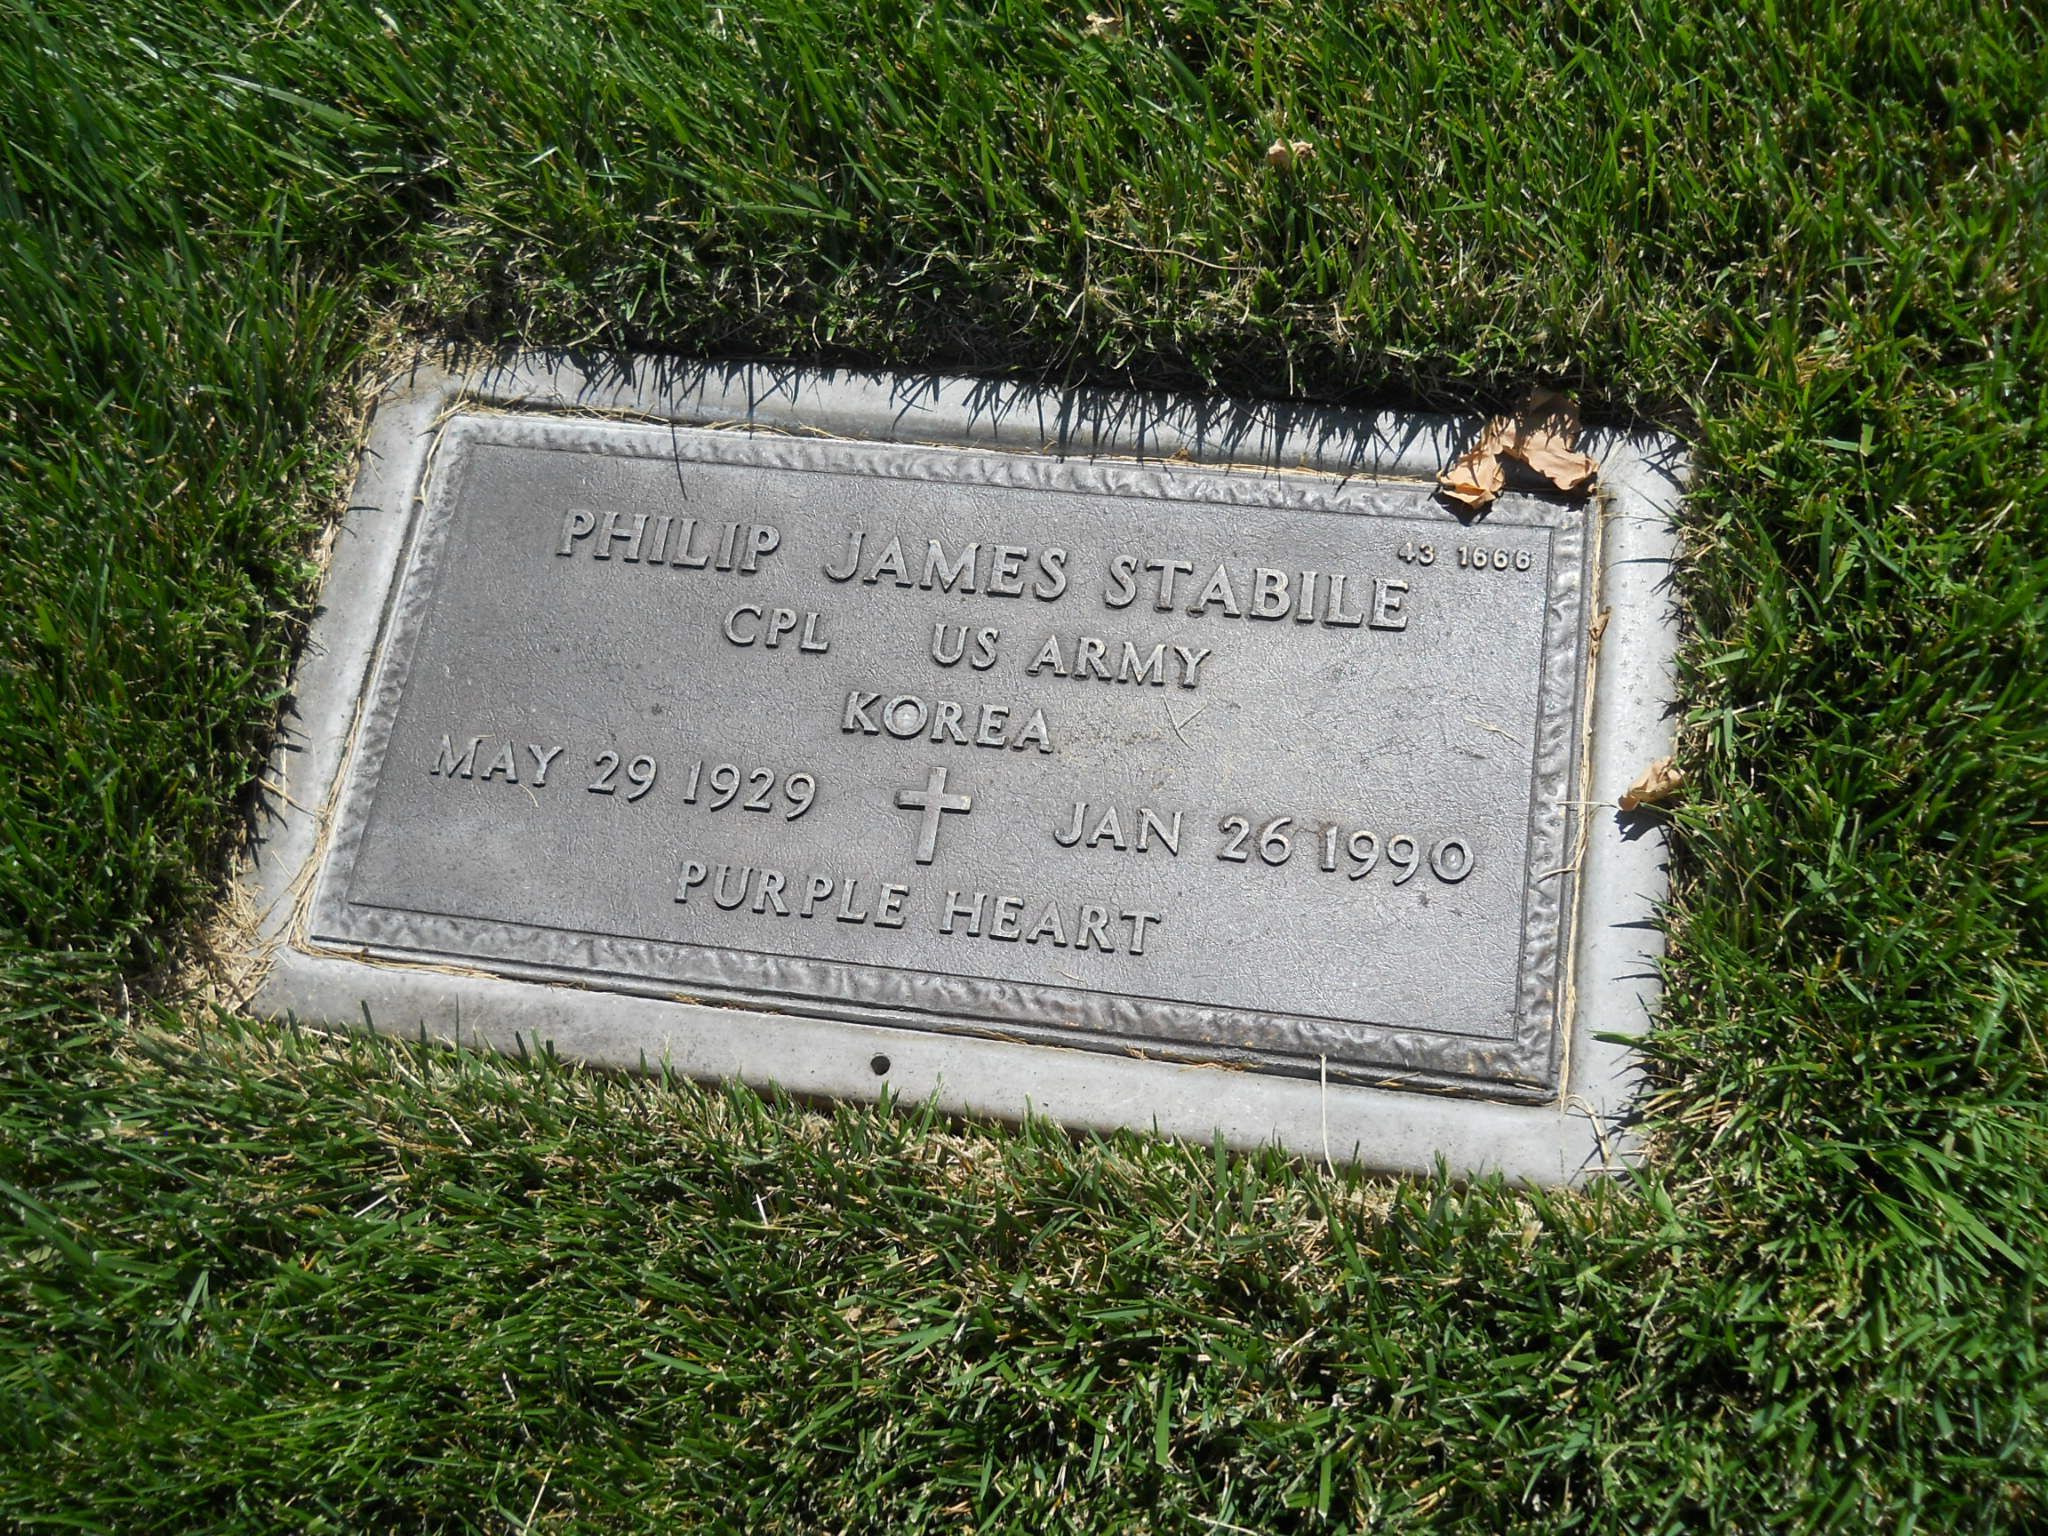 43 1666
PHILIP JAMES STABILE
CPL US ARMY
KOREA
MAY 29 1929 JAN 26 1990
PURPLE HEART